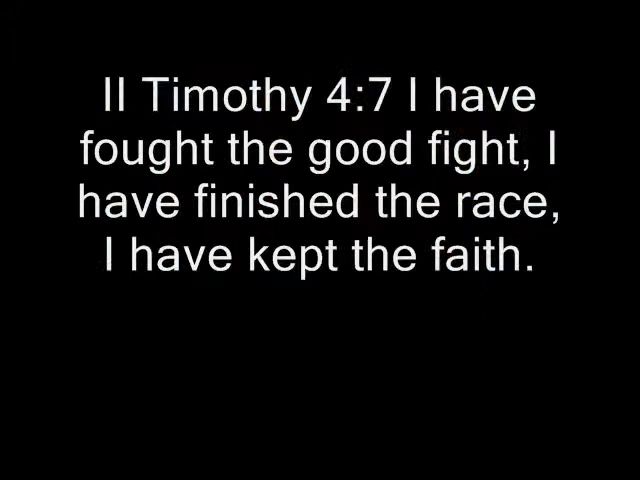 II Timothy 4:7 I have
fought the good fight, I
have finished the race,
I have kept the faith.